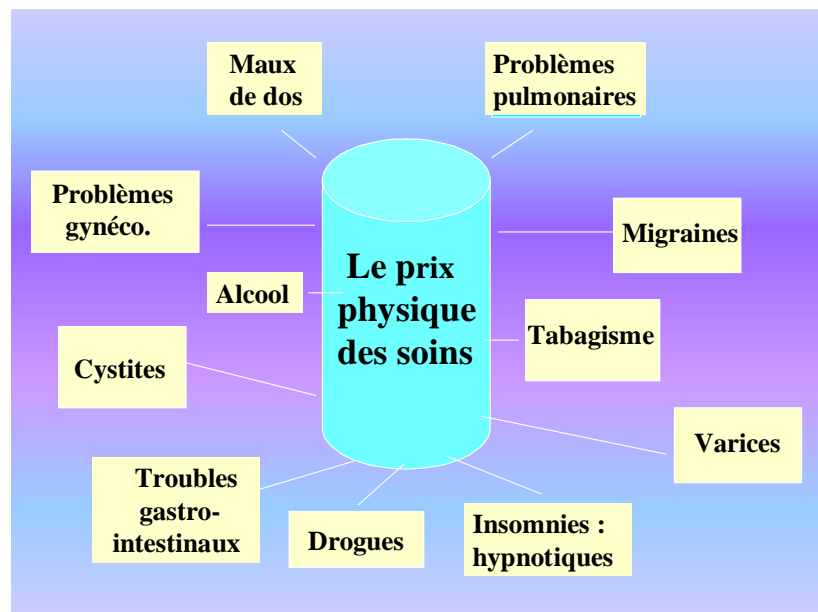 Maux
de dos
Problèmes
pulmonaires
Problèmes
gynéco.
Migraines
Le prix
physique
des soins
Alcool
Tabagisme
Cystites
Varices
Troubles
gastro-
intestinaux
Drogues
Insomnies :
hypnotiques